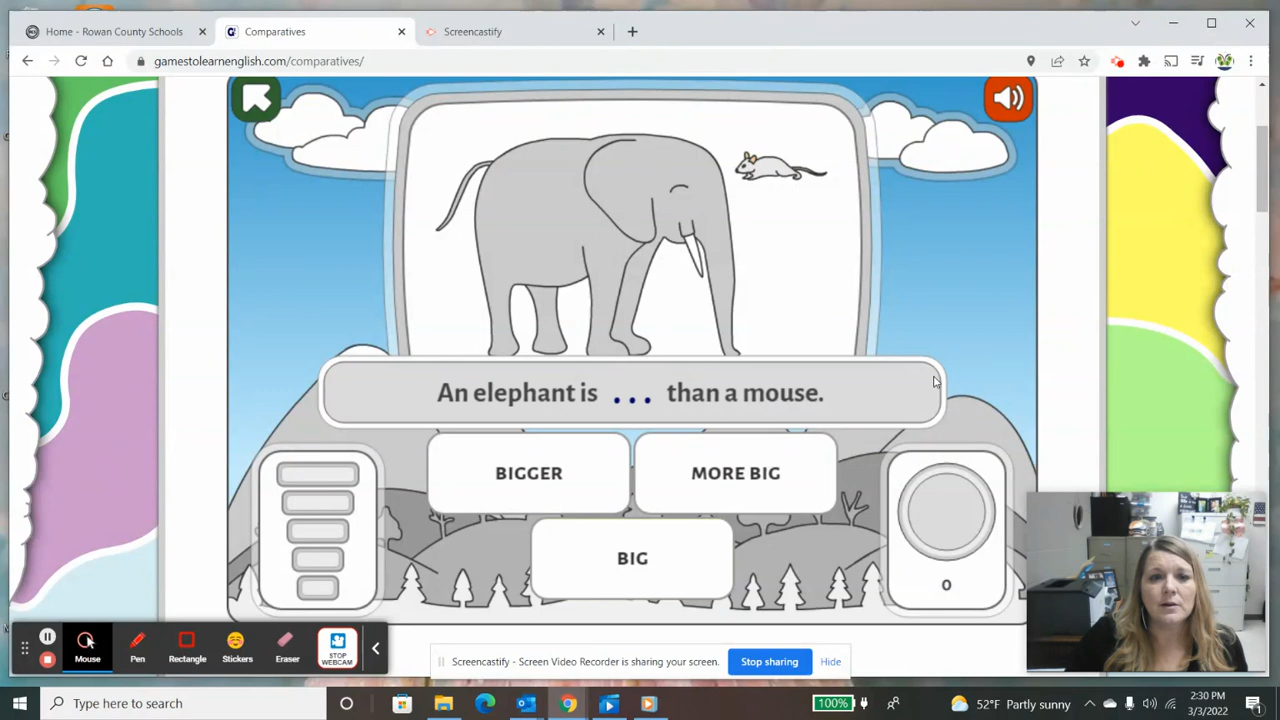 Home - Rowan County Schools
Comparatives
Screencastify
gamestolearnenglish.com/comparatives/
An elephant is ... than a mouse.
BIGGER
MORE BIG
BIG
0
Mouse
Pen
Rectangle
Stickers
Eraser
STOP
WEBCAM
Screencastify - Screen Video Recorder is sharing your screen.
Stop sharing
Hide
Type here to search
100%
52°F Partly sunny
2:30 PM
3/3/2022
1